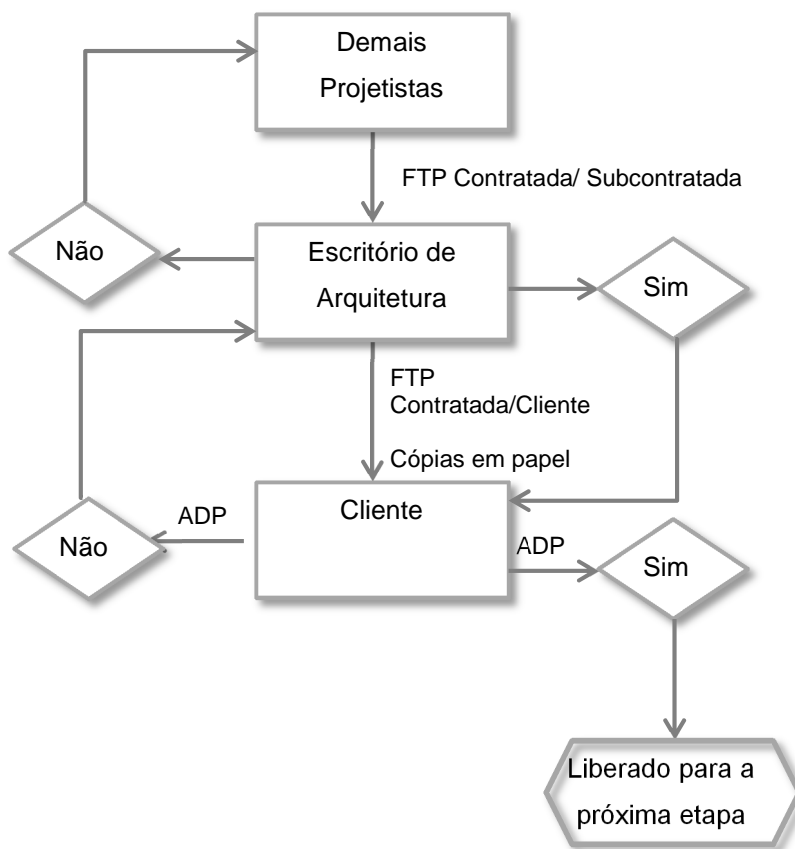 Demais
Projetistas
FTP Contratada/ Subcontratada
Não
Escritório de
Arquitetura
Sim
FTP
Contratada/Cliente
Cópias em papel
Cliente
ADP
Não
ADP
Sim
Liberado para a
próxima etapa